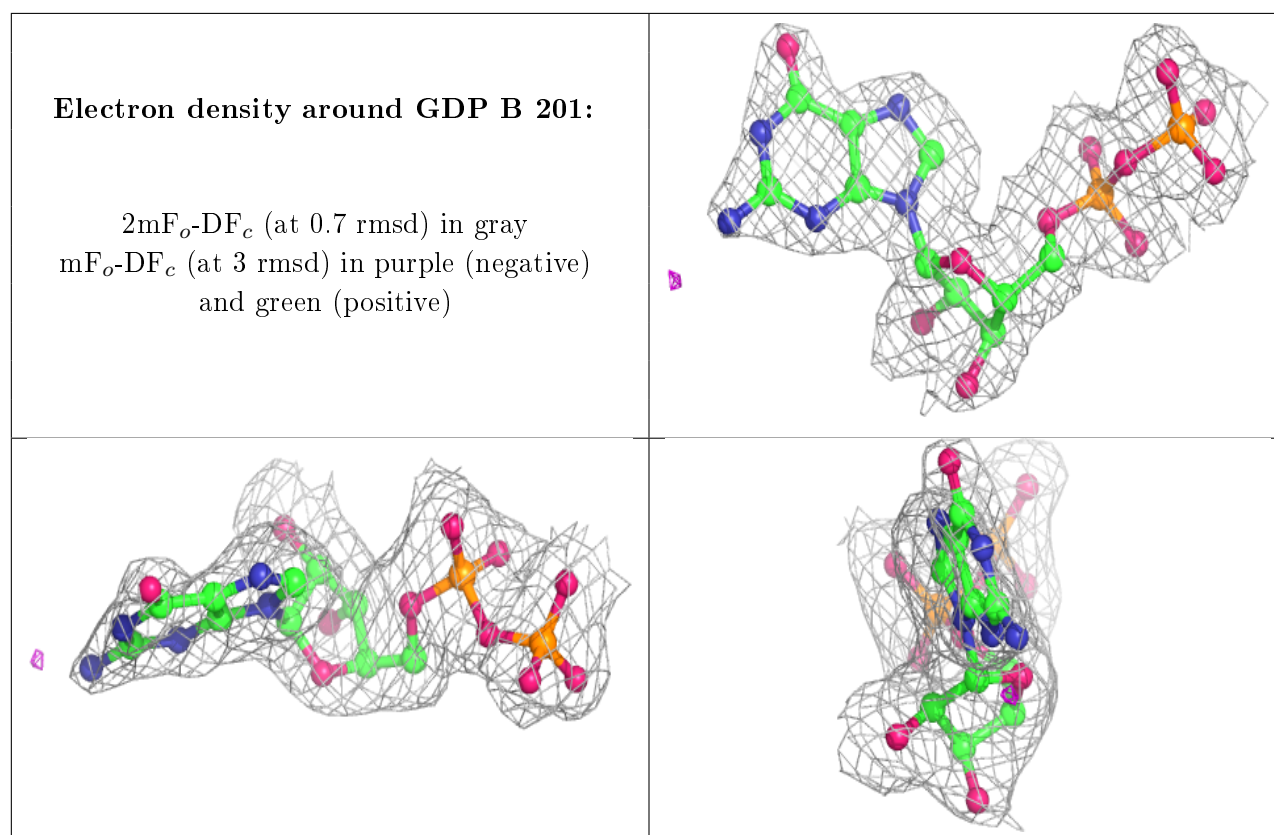 Electron density around GDP B 201:
2mFₒ-DF𝑐 (at 0.7 rmsd) in gray
mFₒ-DF𝑐 (at 3 rmsd) in purple (negative)
and green (positive)